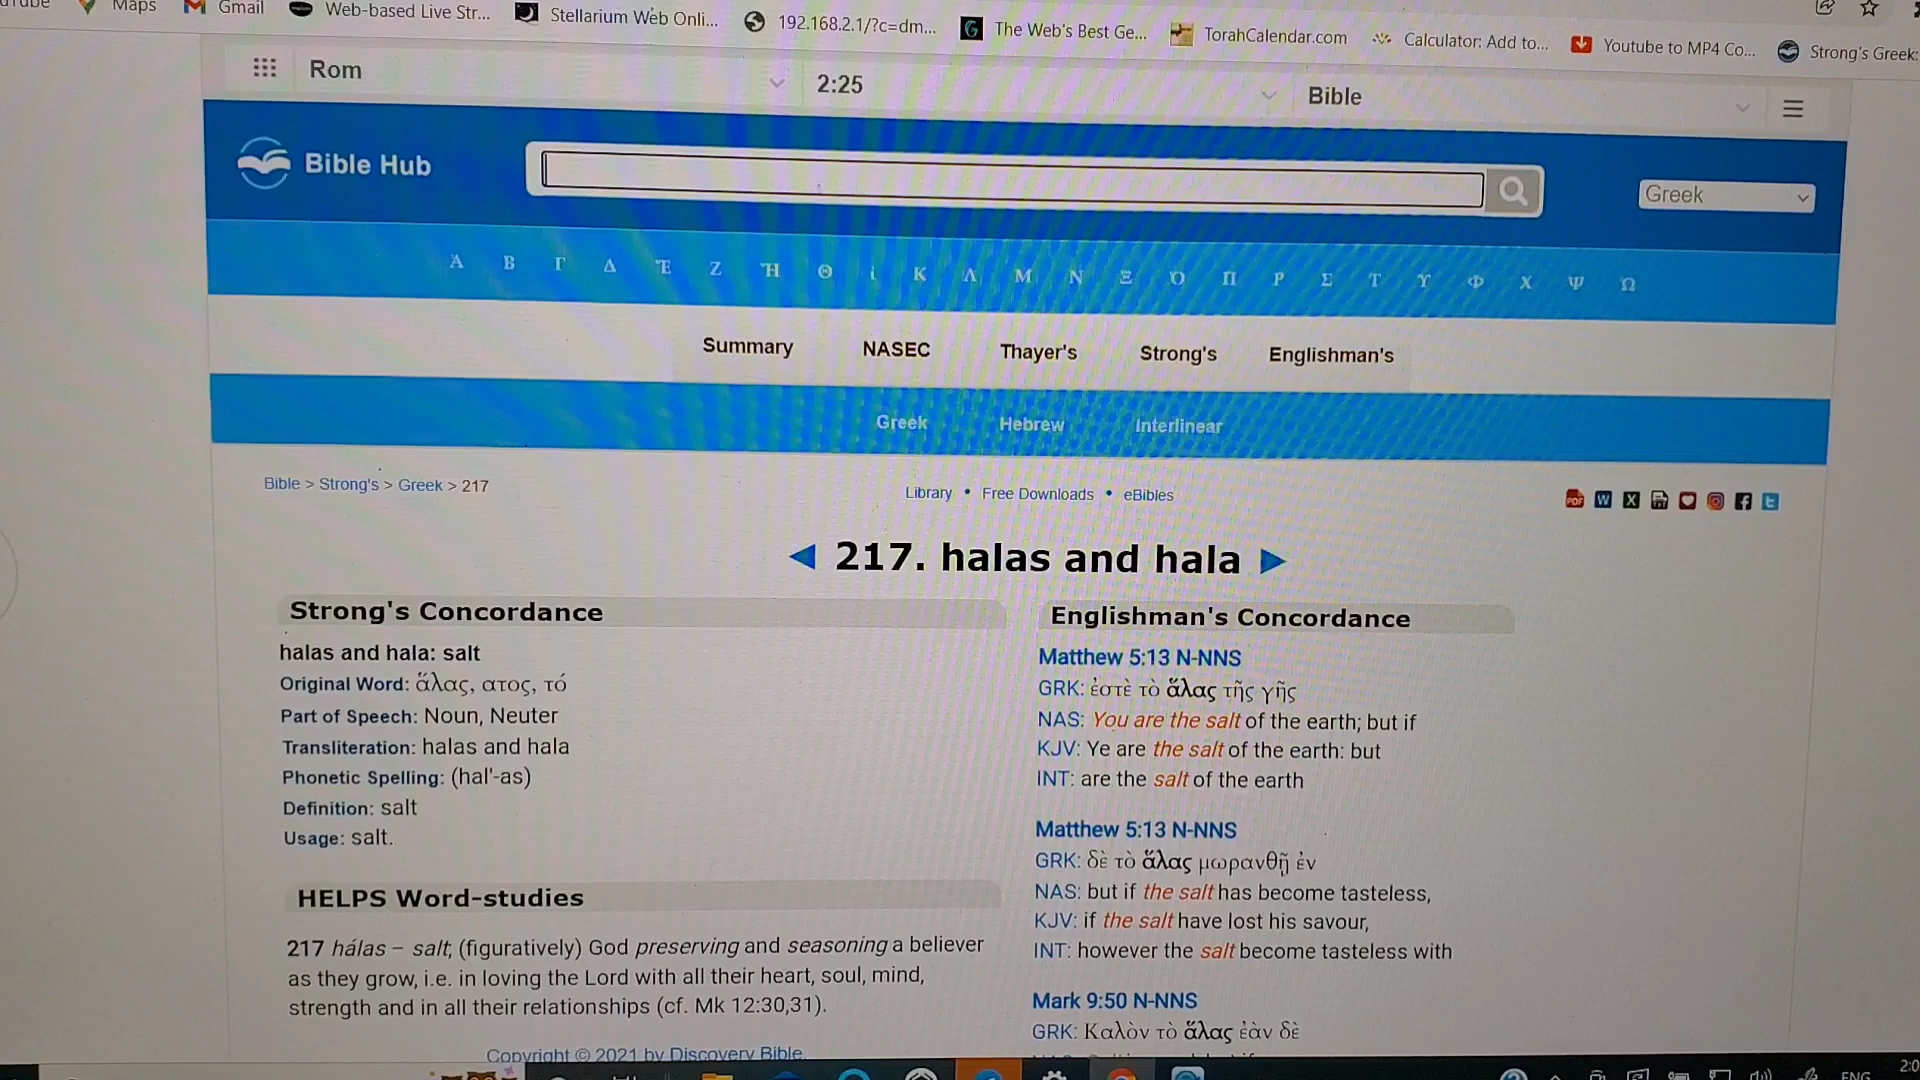 Maps
Gmail
Web-based Live Str...
Stellarium Web Onli...
192.168.2.1/?c=dm...
The Web's Best Ge...
TorahCalendar.com
Calculator: Add to...
Youtube to MP4 Co...
Strong's Greek:
Rom
2:25
Bible
Bible Hub
Greek
Ἀ Β Γ Δ Ἐ Ζ Ἡ Θ ἰ Κ Λ Μ Ν Ξ Ὀ Π Ρ Σ Τ Υ Φ Χ Ψ Ὠ
Summary NASEC Thayer's Strong's Englishman's
Greek Hebrew Interlinear
Bible > Strong's > Greek > 217
Library • Free Downloads • eBibles
◄ 217. halas and hala ►
Strong's Concordance
halas and hala: salt
Original Word: ἅλας, ατος, τό
Part of Speech: Noun, Neuter
Transliteration: halas and hala
Phonetic Spelling: (hal'-as)
Definition: salt
Usage: salt.
HELPS Word-studies
217 hálas – salt; (figuratively) God preserving and seasoning a believer
as they grow, i.e. in loving the Lord with all their heart, soul, mind,
strength and in all their relationships (cf. Mk 12:30,31).
Copyright © 2021 by Discovery Bible.
Englishman's Concordance
Matthew 5:13 N-NNS
GRK: ἐστὲ τὸ ἅλας τῆς γῆς
NAS: You are the salt of the earth; but if
KJV: Ye are the salt of the earth: but
INT: are the salt of the earth
Matthew 5:13 N-NNS
GRK: δὲ τὸ ἅλας μωρανθῇ ἐν
NAS: but if the salt has become tasteless,
KJV: if the salt have lost his savour,
INT: however the salt become tasteless with
Mark 9:50 N-NNS
GRK: Καλὸν τὸ ἅλας ἐὰν δὲ
ENG